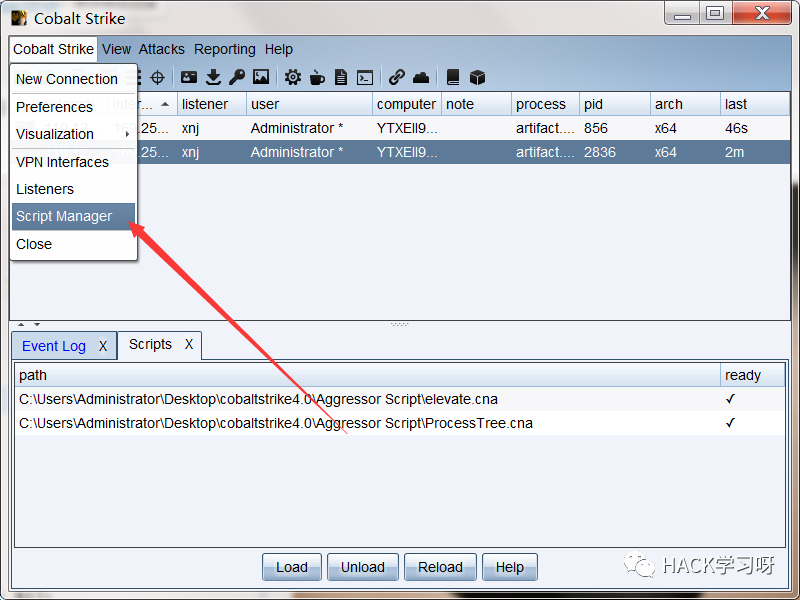 Cobalt Strike
Cobalt Strike View Attacks Reporting Help
New Connection
Preferences
Visualization
VPN Interfaces
Listeners
Script Manager
Close
listener user computer note process pid arch last
25... xnj Administrator * YTXEll9... artifact.... 856 x64 46s
25... xnj Administrator * YTXEll9... artifact.... 2836 x64 2m
Event Log X Scripts X
path ready
C:\Users\Administrator\Desktop\cobaltstrike4.0\Aggressor Script\elevate.cna ✓
C:\Users\Administrator\Desktop\cobaltstrike4.0\Aggressor Script\ProcessTree.cna ✓
Load Unload Reload Help
HACK学习呀